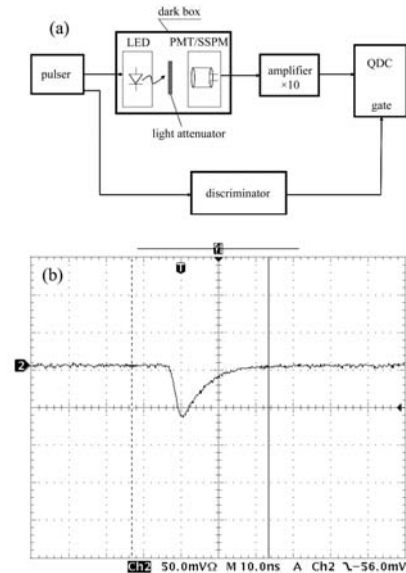 (a)
dark box
LED
PMT/SSPM
pulser
amplifier
×10
QDC
gate
light attenuator
discriminator
(b)
T
2
Ch2 50.0mVΩ M 10.0ns A Ch2 -56.0mV